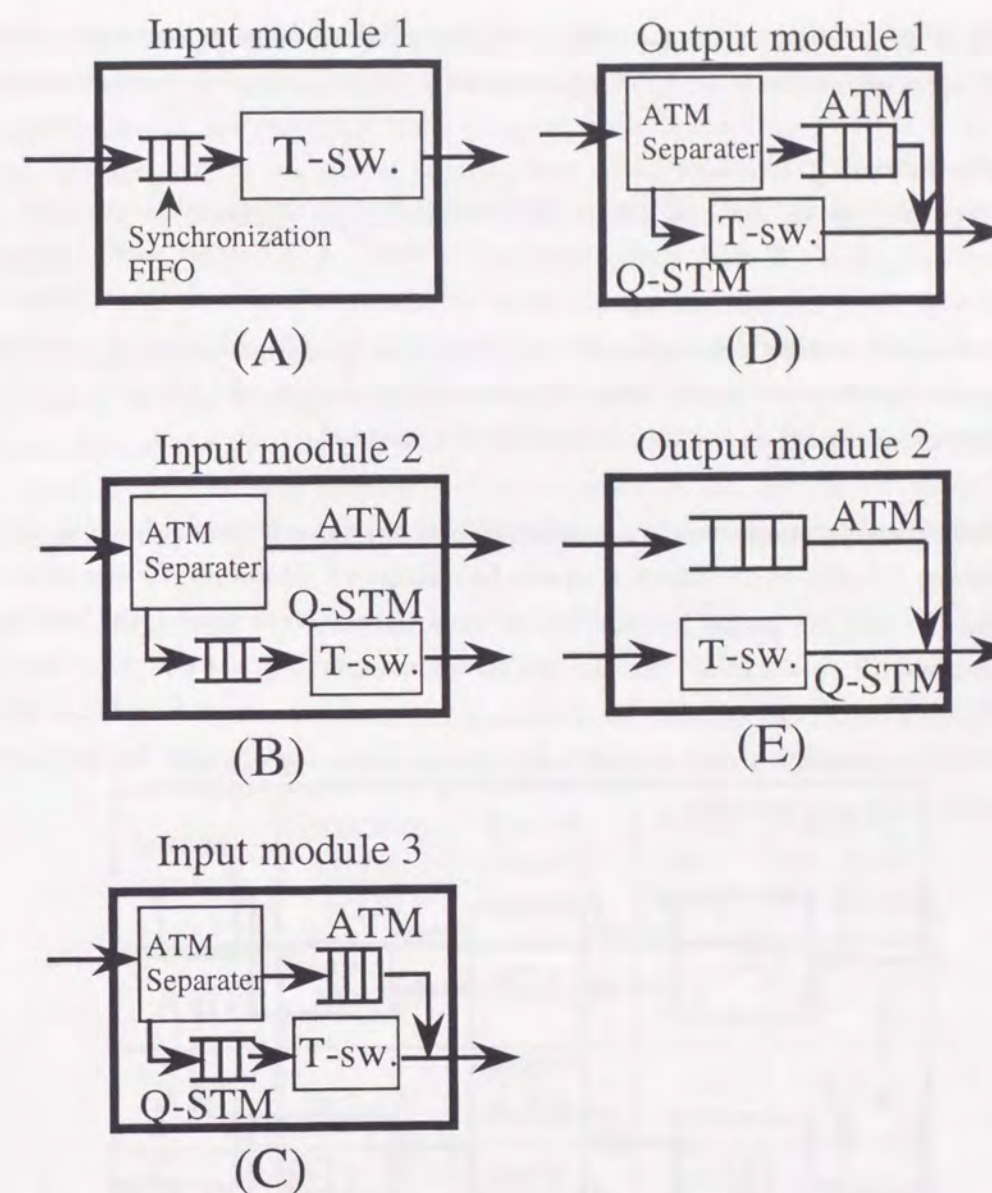 Input module 1
T-sw.
Synchronization
FIFO
(A)
Output module 1
ATM
Separater
ATM
T-sw.
Q-STM
(D)
Input module 2
ATM
Separater
ATM
Q-STM
T-sw.
(B)
Output module 2
ATM
T-sw.
Q-STM
(E)
Input module 3
ATM
Separater
ATM
T-sw.
Q-STM
(C)